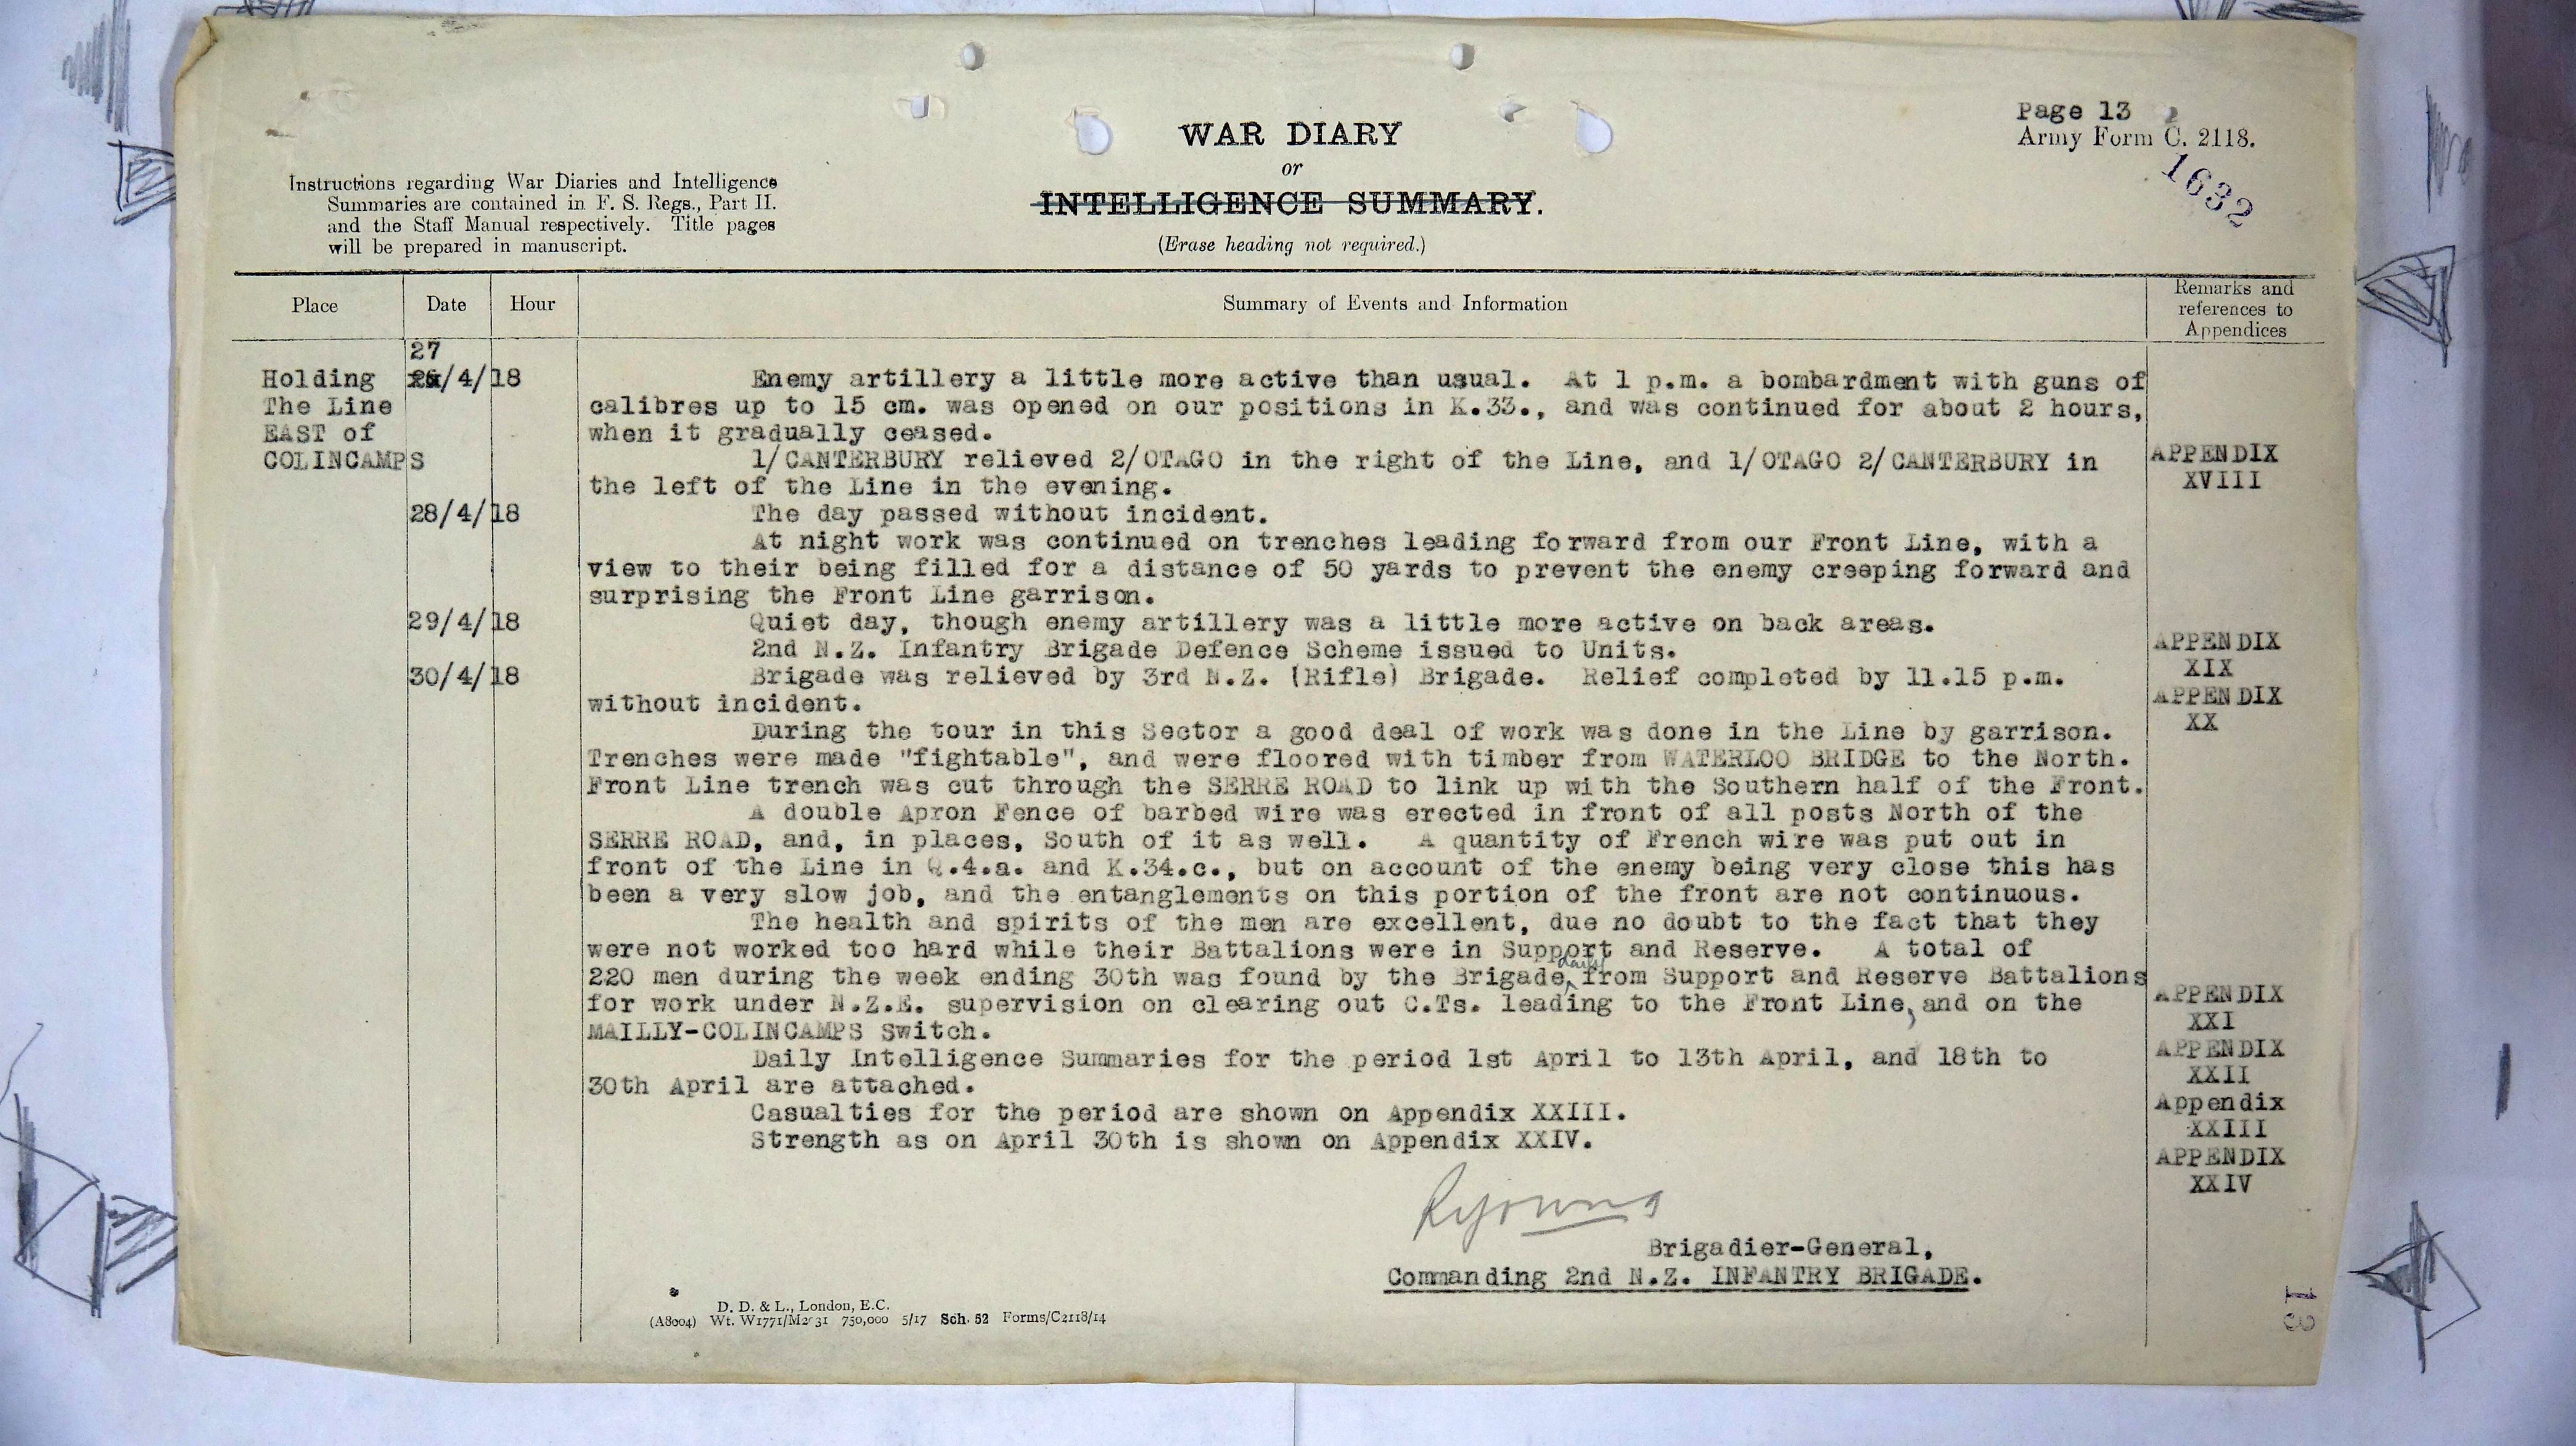 Page 13
Army Form C. 2118.
1632
WAR DIARY
or
INTELLIGENCE SUMMARY.
(Erase heading not required.)
Instructions regarding War Diaries and Intelligence
Summaries are contained in F. S. Regs., Part II.
and the Staff Manual respectively. Title pages
will be prepared in manuscript.
Place Date Hour Summary of Events and Information Remarks and
references to
Appendices
27
Holding /4/18 Enemy artillery a little more active than usual. At 1 p.m. a bombardment with guns of
The Line calibres up to 15 cm. was opened on our positions in K.33., and was continued for about 2 hours,
EAST of when it gradually ceased.
COLINCAMPS 1/CANTERBURY relieved 2/OTAGO in the right of the Line, and 1/OTAGO 2/CANTERBURY in APPENDIX
the left of the Line in the evening. XVIII
28/4/18 The day passed without incident.
At night work was continued on trenches leading forward from our Front Line, with a
view to their being filled for a distance of 50 yards to prevent the enemy creeping forward and
surprising the Front Line garrison.
29/4/18 Quiet day, though enemy artillery was a little more active on back areas.
2nd N.Z. Infantry Brigade Defence Scheme issued to Units. APPENDIX
XIX
30/4/18 Brigade was relieved by 3rd N.Z. (Rifle) Brigade. Relief completed by 11.15 p.m.
without incident. APPENDIX
XX
During the tour in this Sector a good deal of work was done in the Line by garrison.
Trenches were made "fightable", and were floored with timber from WATERLOO BRIDGE to the North.
Front Line trench was cut through the SERRE ROAD to link up with the Southern half of the Front.
A double Apron Fence of barbed wire was erected in front of all posts North of the
SERRE ROAD, and, in places, South of it as well. A quantity of French wire was put out in
front of the Line in Q.4.a. and K.34.c., but on account of the enemy being very close this has
been a very slow job, and the entanglements on this portion of the front are not continuous.
The health and spirits of the men are excellent, due no doubt to the fact that they
were not worked too hard while their Battalions were in Support and Reserve. A total of
daily
220 men during the week ending 30th was found by the Brigade from Support and Reserve Battalions
for work under N.Z.E. supervision on clearing out C.Ts. leading to the Front Line, and on the APPENDIX
MAILLY-COLINCAMPS Switch. XXI
Daily Intelligence Summaries for the period 1st April to 13th April, and 18th to APPENDIX
30th April are attached. XXII
Casualties for the period are shown on Appendix XXIII. Appendix
XXIII
Strength as on April 30th is shown on Appendix XXIV. APPENDIX
XXIV
RYoung
Brigadier-General,
Commanding 2nd N.Z. INFANTRY BRIGADE.
D. D. & L., London, E.C.
(A8004) Wt. W1771/M2031 750,000 5/17 Sch. 52 Forms/C2118/14
13